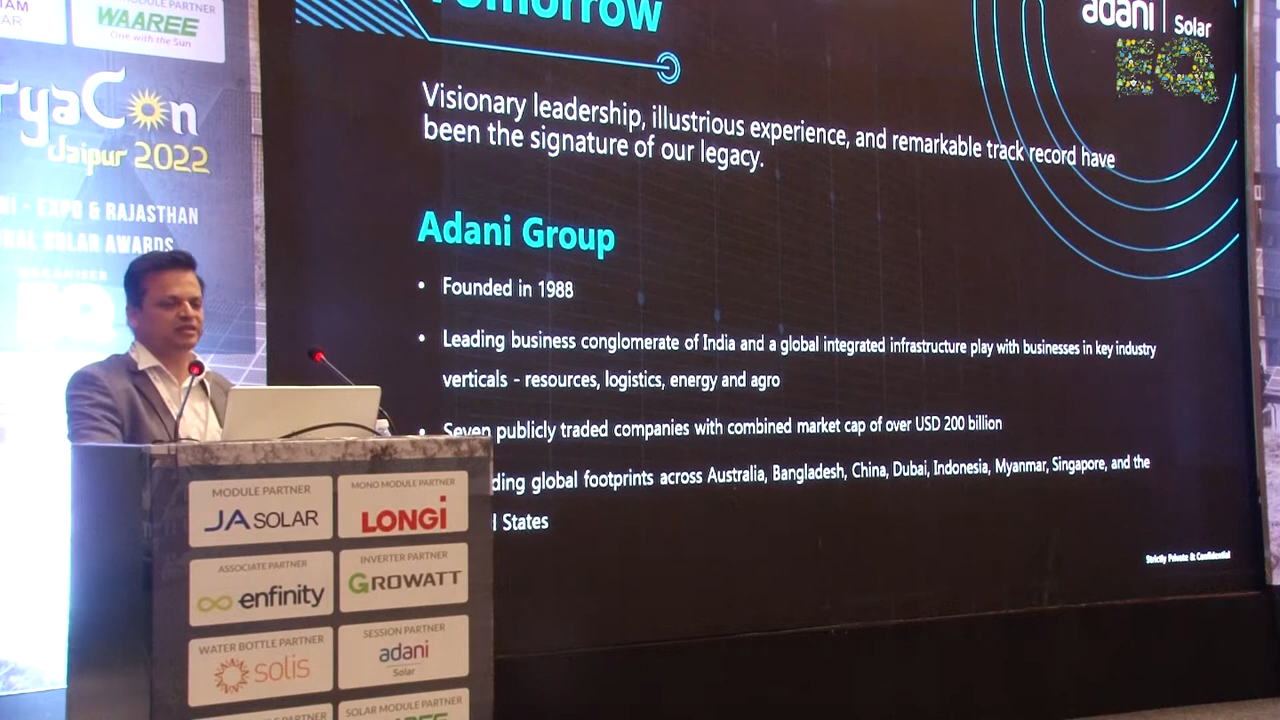 MODULE PARTNER
WAAREE
One with the Sun
Jaipur 2022
EXPO & RAJASTHAN
SOLAR AWARDS
Tomorrow
adani | Solar
EQ
Visionary leadership, illustrious experience, and remarkable track record have
been the signature of our legacy.
Adani Group
• Founded in 1988
• Leading business conglomerate of India and a global integrated infrastructure play with businesses in key industry
verticals - resources, logistics, energy and agro
• Seven publicly traded companies with combined market cap of over USD 200 billion
global footprints across Australia, Bangladesh, China, Dubai, Indonesia, Myanmar, Singapore, and the
States
Strictly Private & Confidential
MODULE PARTNER
JA SOLAR
MONO MODULE PARTNER
LONGi
ASSOCIATE PARTNER
enfinity
INVERTER PARTNER
GROWATT
WATER BOTTLE PARTNER
solis
SESSION PARTNER
adani
Solar
SOLAR MODULE PARTNER